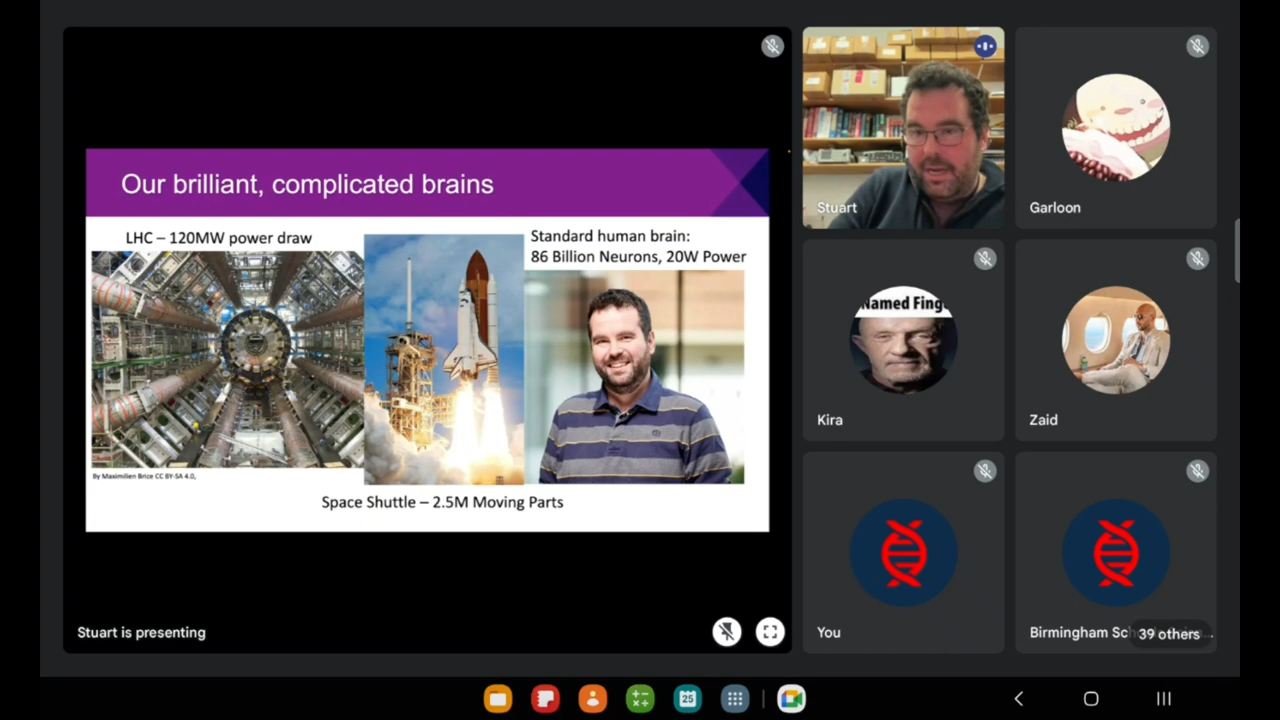 Our brilliant, complicated brains
LHC – 120MW power draw
Standard human brain:
86 Billion Neurons, 20W Power
By Maximilien Brice CC BY-SA 4.0,
Space Shuttle – 2.5M Moving Parts
Stuart is presenting
Stuart
Garloon
Named Fing
Kira
Zaid
You
Birmingham Sc
39 others
25